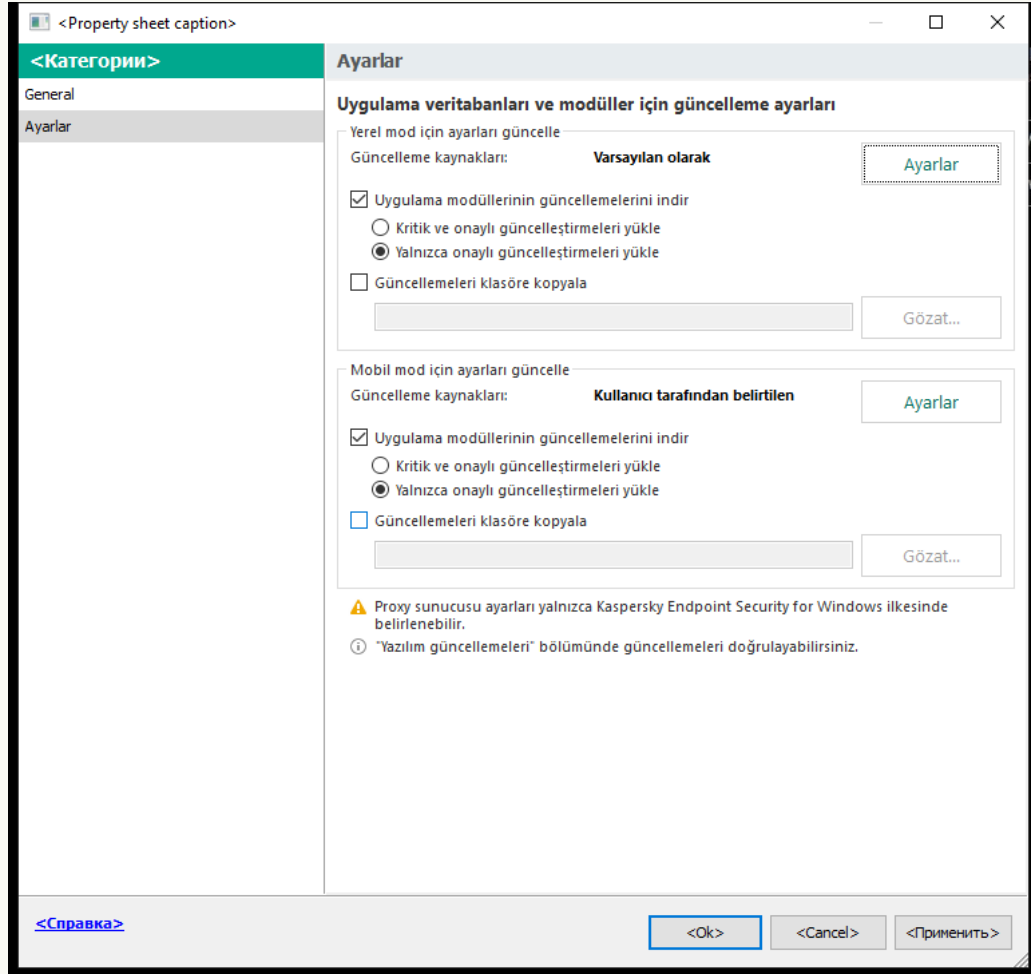 <Property sheet caption>
<Категории>
General
Ayarlar
Ayarlar
Uygulama veritabanları ve modüller için güncelleme ayarları
Yerel mod için ayarları güncelle
Güncelleme kaynakları: Varsayılan olarak
Ayarlar
Uygulama modüllerinin güncellemelerini indir
Kritik ve onaylı güncelleştirmeleri yükle
Yalnızca onaylı güncelleştirmeleri yükle
Güncellemeleri klasöre kopyala
Gözat...
Mobil mod için ayarları güncelle
Güncelleme kaynakları: Kullanıcı tarafından belirtilen
Ayarlar
Uygulama modüllerinin güncellemelerini indir
Kritik ve onaylı güncelleştirmeleri yükle
Yalnızca onaylı güncelleştirmeleri yükle
Güncellemeleri klasöre kopyala
Gözat...
Proxy sunucusu ayarları yalnızca Kaspersky Endpoint Security for Windows ilkesinde
belirlenebilir.
"Yazılım güncellemeleri" bölümünde güncellemeleri doğrulayabilirsiniz.
<Справка>
<Ok> <Cancel> <Применить>